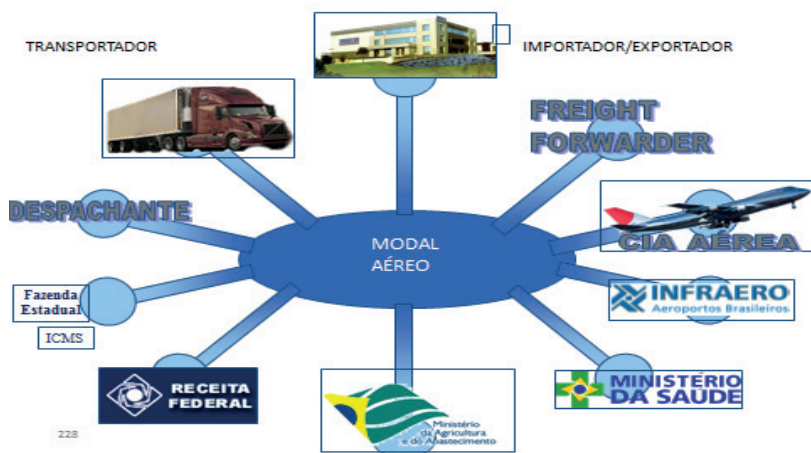 TRANSPORTADOR
IMPORTADOR/EXPORTADOR
FREIGHT
FORWARDER
DESPACHANTE
CIA AÉREA
MODAL
AÉREO
Fazenda
Estadual
ICMS
INFRAERO
Aeroportos Brasileiros
RECEITA
FEDERAL
Ministério
da Agricultura
e do Abastecimento
MINISTÉRIO
DA SAÚDE
228